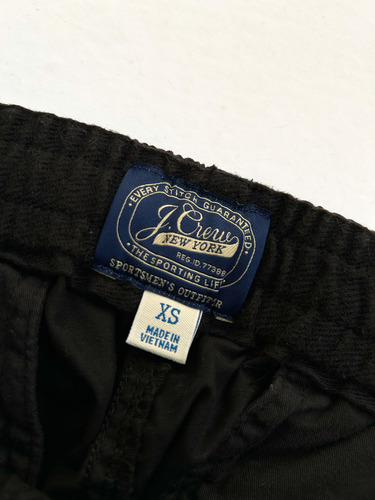 · EVERY STITCH GUARANTEED ·
J. Crew
NEW YORK
REG. ID. 77388
THE SPORTING LIFE
SPORTSMEN'S OUTFITTER
XS
MADE IN
VIETNAM